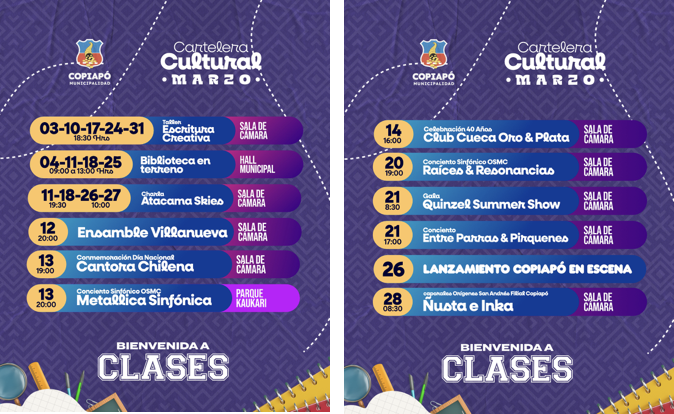 COPIAPÓ
MUNICIPALIDAD
Cartelera
Cultural
• MARZO •
03-10-17-24-31
18:30 Hrs
Taller
Escritura
Creativa
SALA DE
CÁMARA
04-11-18-25
09:00 a 13:00 Hrs
Biblioteca en
terreno
HALL
MUNICIPAL
11-18-26-27
19:30 10:00
Charla
Atacama Skies
SALA DE
CÁMARA
12
20:00
Ensamble Villanueva
SALA DE
CÁMARA
13
19:00
Conmemoración Día Nacional
Cantora Chilena
SALA DE
CÁMARA
13
20:00
Concierto Sinfónico OSMC
Metallica Sinfónica
PARQUE
KAUKARI
BIENVENIDA A
CLASES
COPIAPÓ
MUNICIPALIDAD
Cartelera
Cultural
• MARZO •
14
16:00
Celebración 40 Años
Club Cueca Oro & Plata
SALA DE
CÁMARA
20
19:00
Concierto Sinfónico OSMC
Raíces & Resonancias
SALA DE
CÁMARA
21
8:30
Gala
Quinzel Summer Show
SALA DE
CÁMARA
21
17:00
Concierto
Entre Parras & Pirquenes
SALA DE
CÁMARA
26
LANZAMIENTO COPIAPÓ EN ESCENA
28
08:30
caporales Orígenes San Andrés Filial Copiapó
Ñusta e Inka
SALA DE
CÁMARA
BIENVENIDA A
CLASES